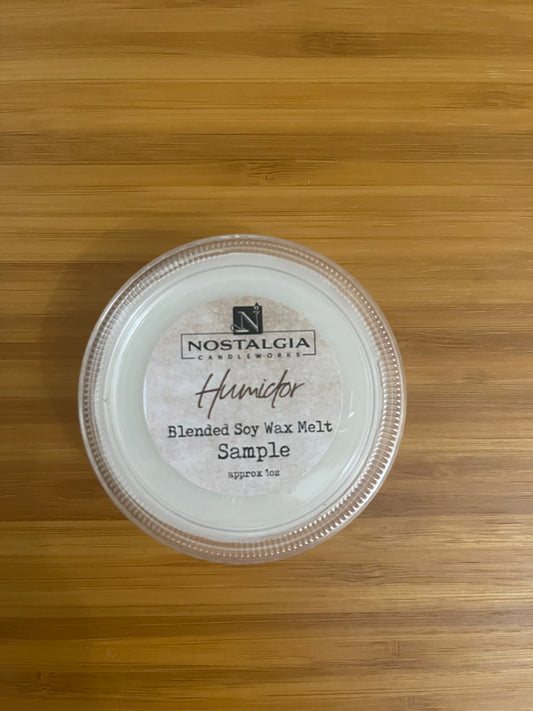 N
NOSTALGIA
CANDLEWORKS
Humidor
Blended Soy Wax Melt
Sample
approx 1oz